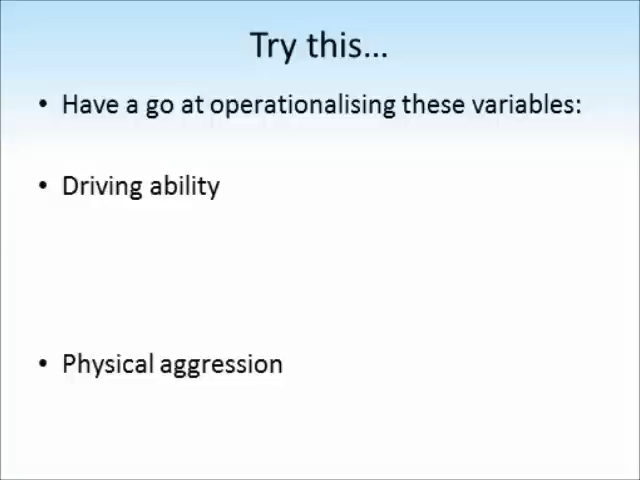 Try this...
• Have a go at operationalising these variables:
• Driving ability
• Physical aggression